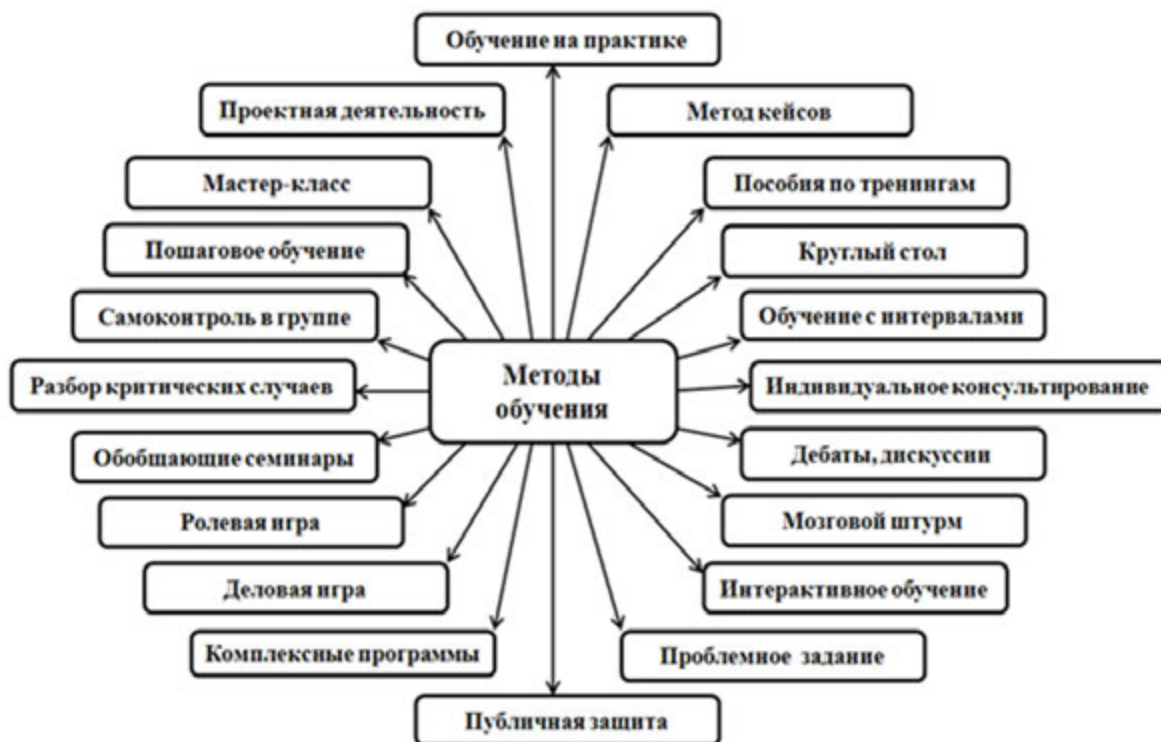 Обучение на практике
Проектная деятельность
Метод кейсов
Мастер-класс
Пособия по тренингам
Пошаговое обучение
Круглый стол
Самоконтроль в группе
Обучение с интервалами
Методы
обучения
Разбор критических случаев
Индивидуальное консультирование
Обобщающие семинары
Дебаты, дискуссии
Ролевая игра
Мозговой штурм
Деловая игра
Интерактивное обучение
Комплексные программы
Проблемное задание
Публичная защита